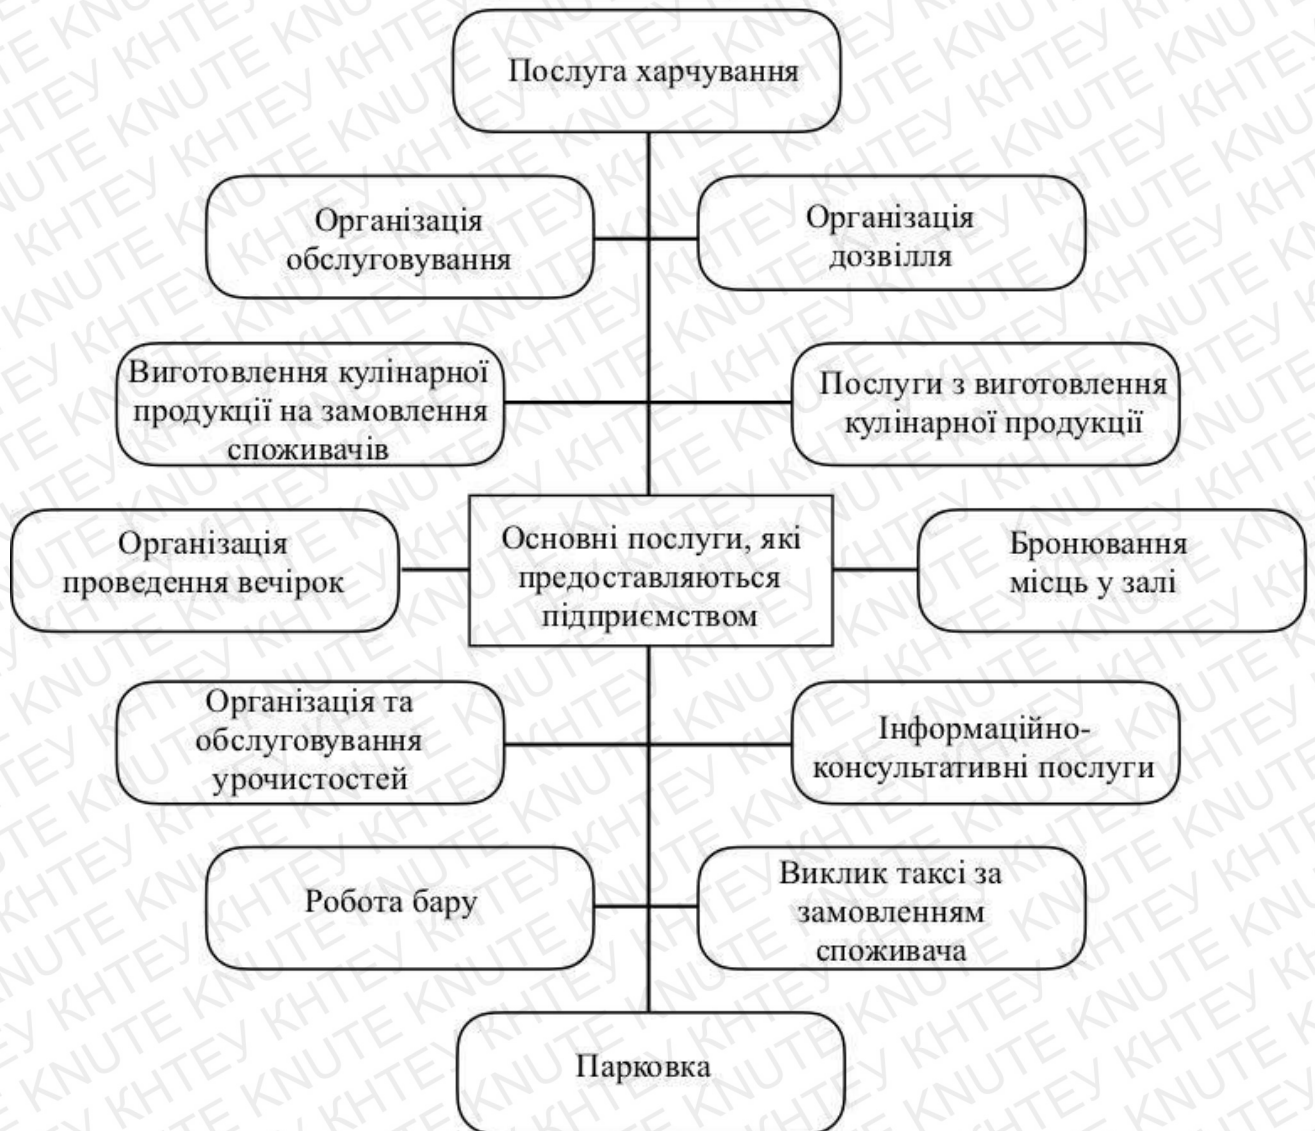 Послуга харчування
Організація
обслуговування
Організація
дозвілля
Виготовлення кулінарної
продукції на замовлення
споживачів
Послуги з виготовлення
кулінарної продукції
Організація
проведення вечірок
Основні послуги, які
предоставляються
підприємством
Бронювання
місць у залі
Організація та
обслуговування
урочистостей
Інформаційно-
консультативні послуги
Робота бару
Виклик таксі за
замовленням
споживача
Парковка